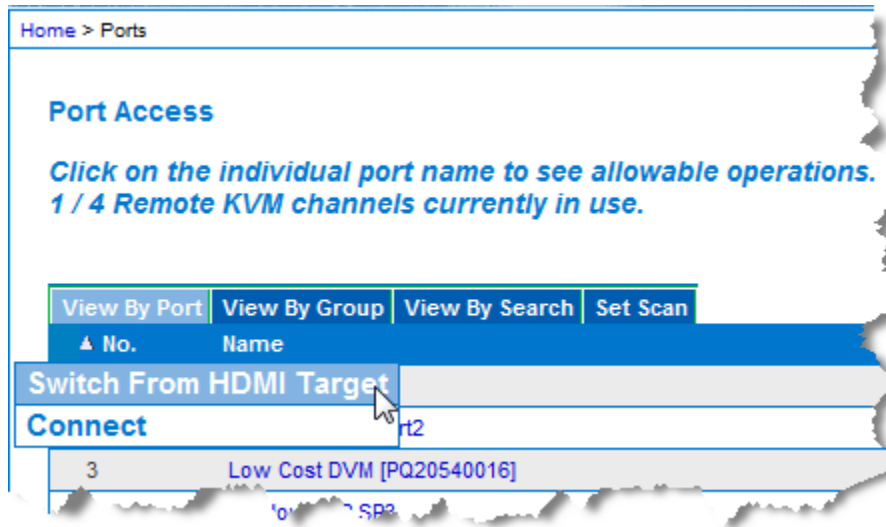 Home > Ports
Port Access
Click on the individual port name to see allowable operations.
1 / 4 Remote KVM channels currently in use.
View By Port View By Group View By Search Set Scan
▲ No. Name
Switch From HDMI Target
Connect
3 Low Cost DVM [PQ20540016]
SP3